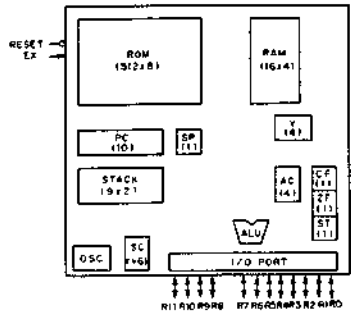 RESET
EX
ROM
(512x8)
RAM
(16x4)
Y
(4)
PC
(10)
SP
(1)
STACK
(9x2)
AC
(4)
CF
(1)
ZF
(1)
ST
(1)
ALU
OSC
SC
I/O PORT
R11 R10 R9 R8
R7 R6 R5 R4 R3 R2 R1 R0